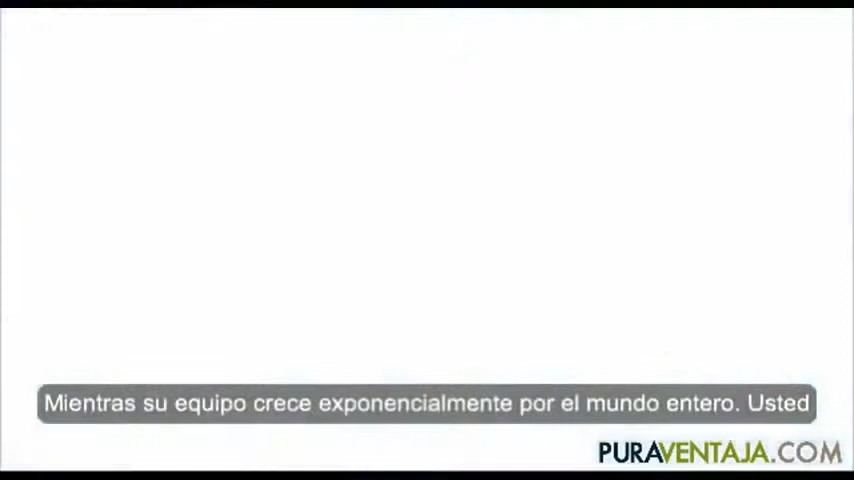 Mientras su equipo crece exponencialmente por el mundo entero. Usted
PURAVENTAJA.COM